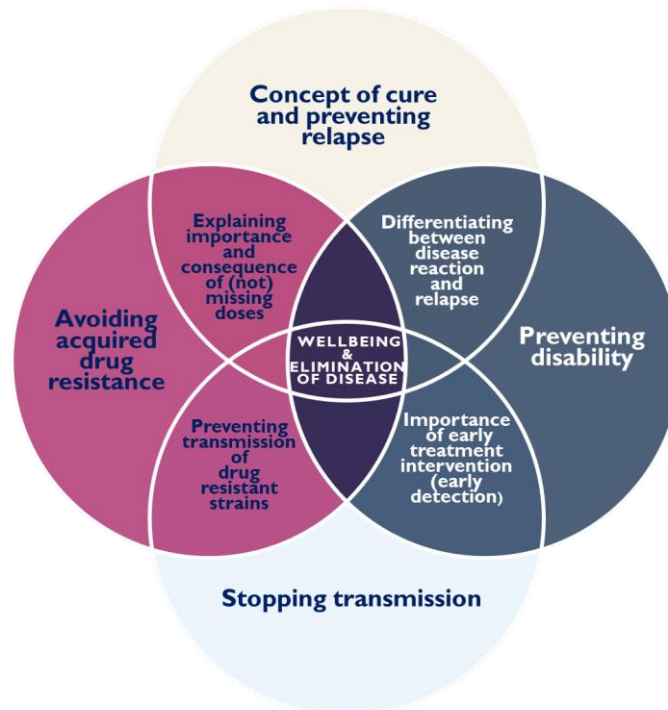 Concept of cure
and preventing
relapse
Explaining
importance
and
consequence
of (not)
missing
doses
Differentiating
between
disease
reaction
and
relapse
Avoiding
acquired
drug
resistance
WELLBEING
&
ELIMINATION
OF DISEASE
Preventing
disability
Preventing
transmission
of
drug
resistant
strains
Importance
of early
treatment
intervention
(early
detection)
Stopping transmission